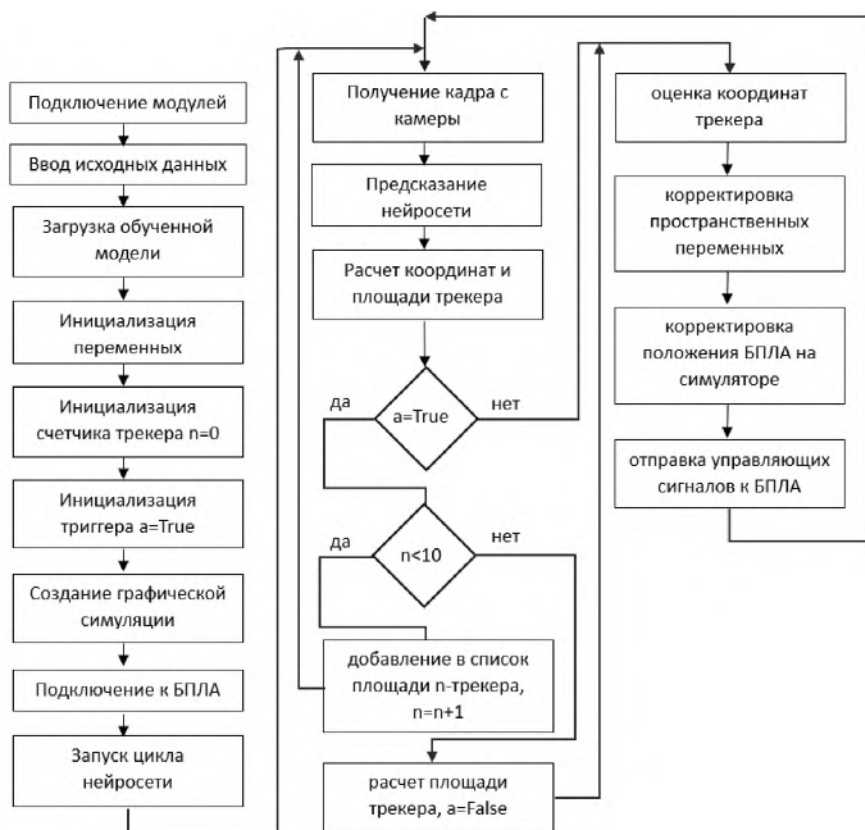 Подключение модулей
Ввод исходных данных
Загрузка обученной
модели
Инициализация
переменных
Инициализация
счетчика трекера n=0
Инициализация
триггера a=True
Создание графической
симуляции
Подключение к БПЛА
Запуск цикла
нейросети
Получение кадра с
камеры
Предсказание
нейросети
Расчет координат и
площади трекера
да
a=True
нет
да
n<10
нет
добавление в список
площади n-трекера,
n=n+1
расчет площади
трекера, a=False
оценка координат
трекера
корректировка
пространственных
переменных
корректировка
положения БПЛА на
симуляторе
отправка управляющих
сигналов к БПЛА